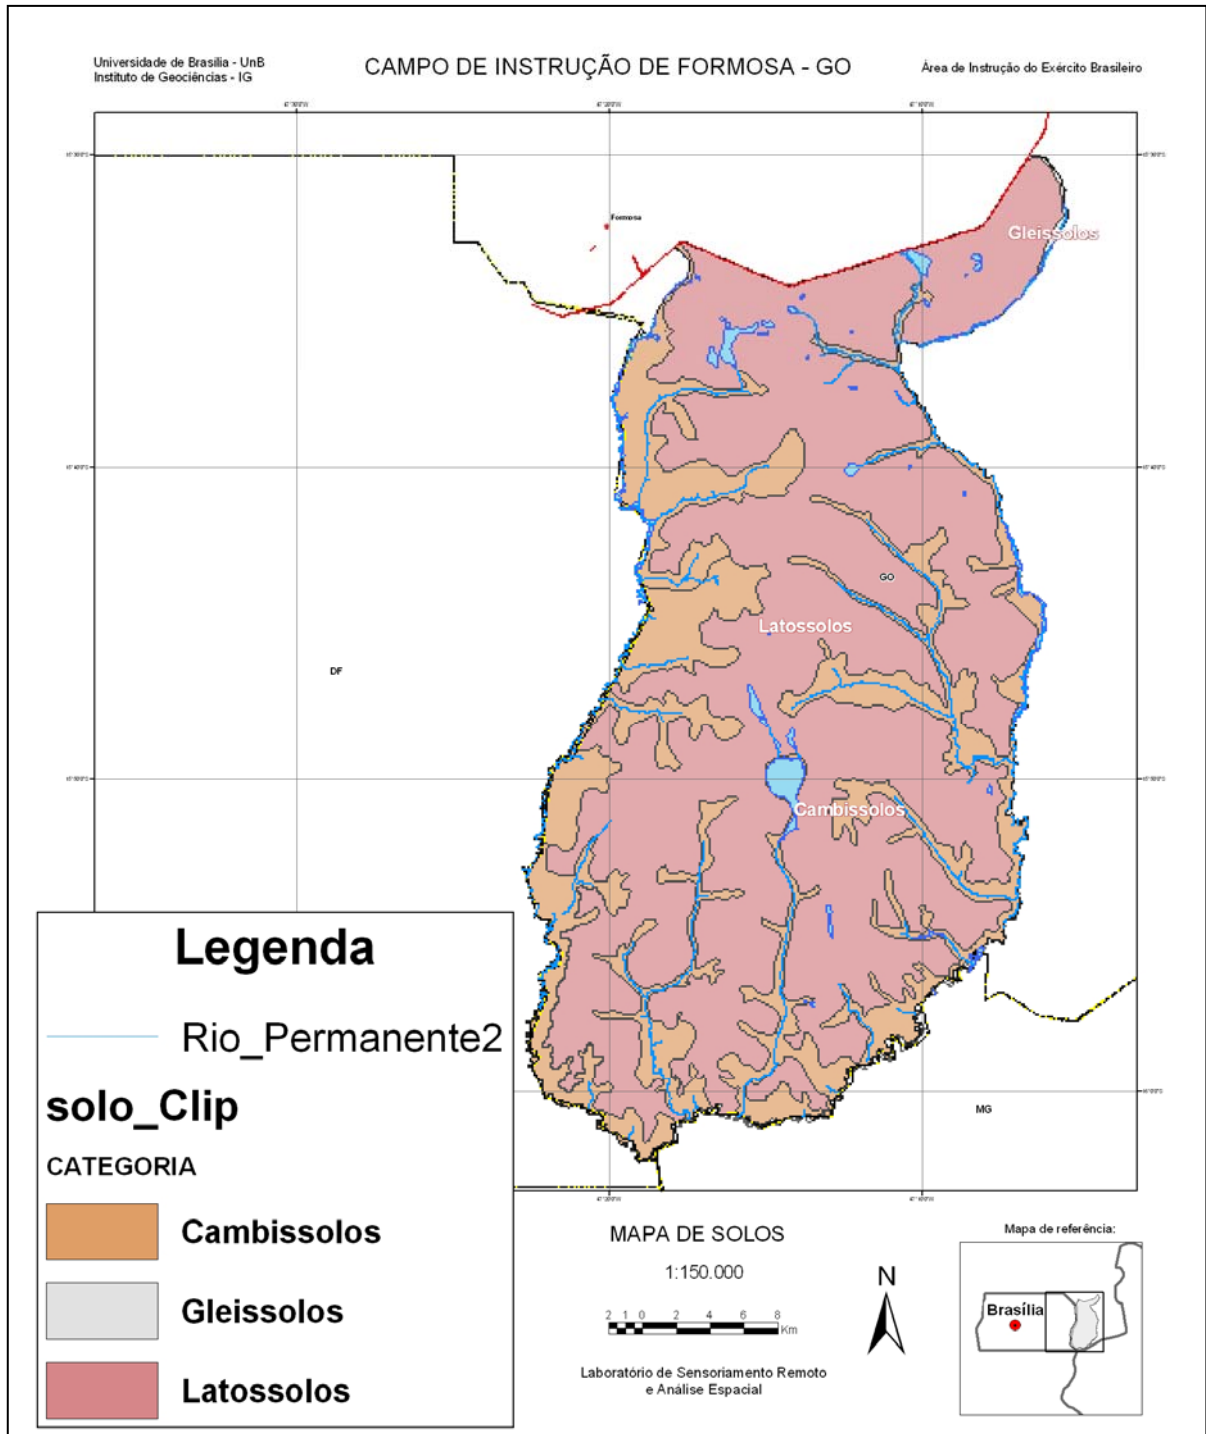 Universidade de Brasília - UnB
Instituto de Geociências - IG
CAMPO DE INSTRUÇÃO DE FORMOSA - GO
Área de Instrução do Exército Brasileiro
Formosa
Gleissolos
GO
Latossolos
DF
Cambissolos
MG
Legenda
Rio_Permanente2
solo_Clip
CATEGORIA
Cambissolos
Gleissolos
Latossolos
MAPA DE SOLOS
1:150.000
2 1 0 2 4 6 8
Km
Laboratório de Sensoriamento Remoto
e Análise Espacial
N
Mapa de referência:
Brasília